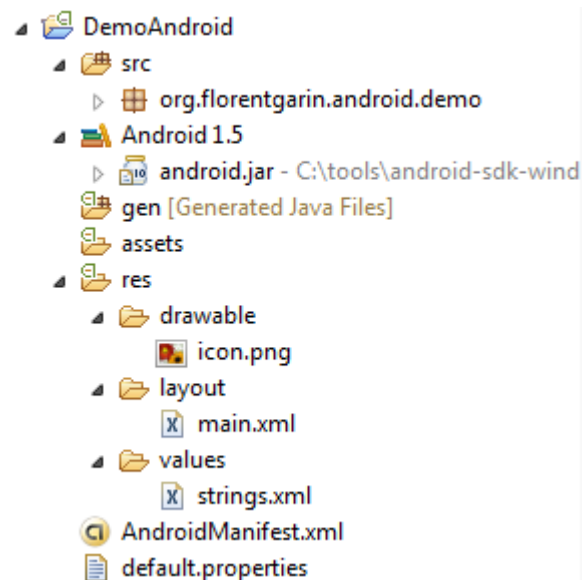 DemoAndroid
src
org.florentgarin.android.demo
Android 1.5
android.jar - C:\tools\android-sdk-wind
gen [Generated Java Files]
assets
res
drawable
icon.png
layout
main.xml
values
strings.xml
AndroidManifest.xml
default.properties